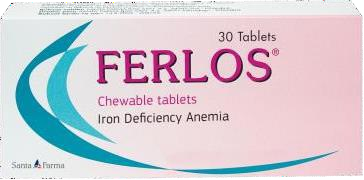 30 Tablets
FERLOS®
Chewable tablets
Iron Deficiency Anemia
Santa Farma